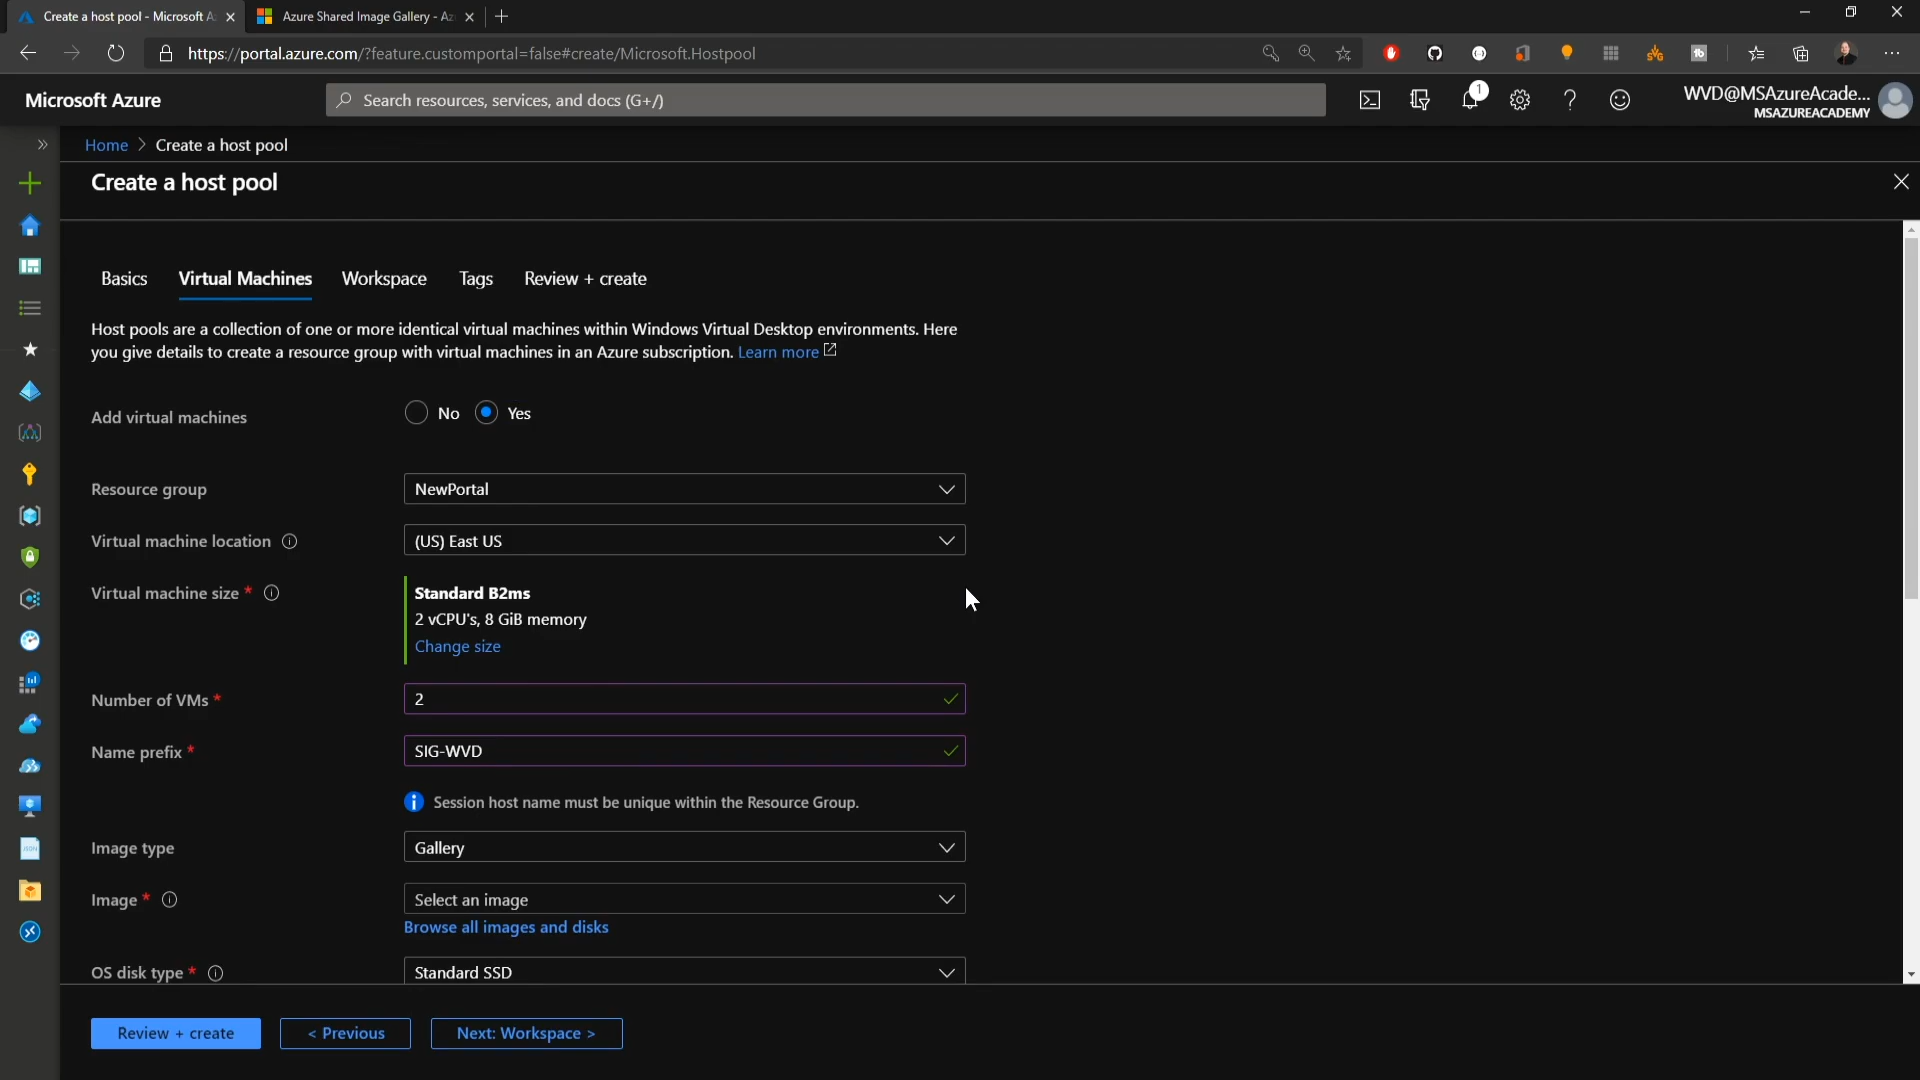 Create a host pool - Microsoft A
Azure Shared Image Gallery - Az
https://portal.azure.com/?feature.customportal=false#create/Microsoft.Hostpool
Microsoft Azure
Search resources, services, and docs (G+/)
1
WVD@MSAzureAcade...
MSAZUREACADEMY
Home > Create a host pool
Create a host pool
Basics
Virtual Machines
Workspace
Tags
Review + create
Host pools are a collection of one or more identical virtual machines within Windows Virtual Desktop environments. Here
you give details to create a resource group with virtual machines in an Azure subscription. Learn more
Add virtual machines
No
Yes
Resource group
NewPortal
Virtual machine location
(US) East US
Virtual machine size *
Standard B2ms
2 vCPU's, 8 GiB memory
Change size
Number of VMs *
2
Name prefix *
SIG-WVD
Session host name must be unique within the Resource Group.
Image type
Gallery
Image *
Select an image
Browse all images and disks
OS disk type *
Standard SSD
Review + create
< Previous
Next: Workspace >